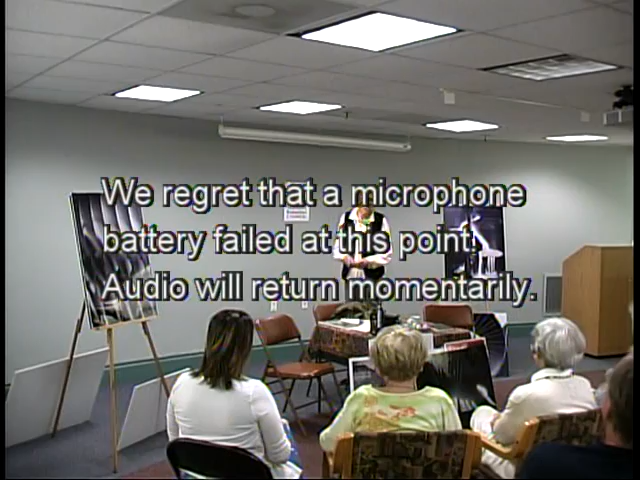 We regret that a microphone
battery failed at this point.
Audio will return momentarily.